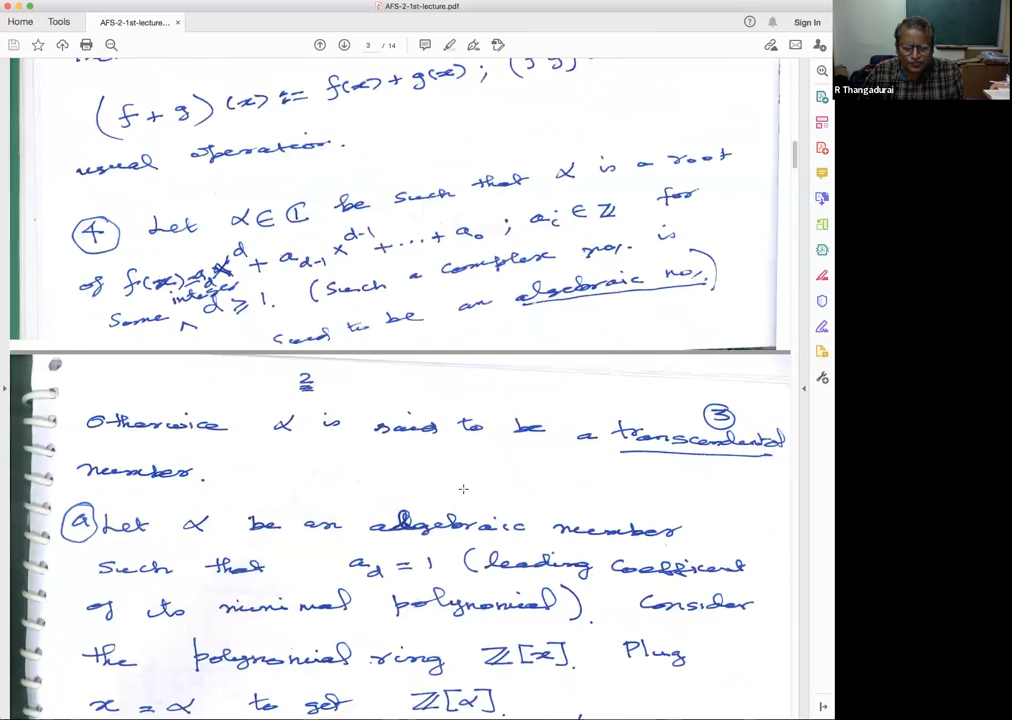 AFS-2-1st-lecture.pdf
Home Tools AFS-2-1st-lecture... × Sign In
3 / 14
R Thangadurai
(f + g) (x) := f(x) + g(x) ;
usual operation.
④ Let α ∈ ℂ be such that α is a root
of f(x) = a_d x^d + a_{d-1} x^{d-1} + ... + a_0 ; a_i ∈ ℤ for
some integer d ⩾ 1. (Such a complex no. is
said to be an algebraic no.)
2
③
Otherwise α is said to be a transcendental
number.
ⓐ Let α be an algebraic number
such that a_d = 1 (leading coefficient
of its minimal polynomial). Consider
the polynomial ring ℤ[x]. Plug
x = α to get ℤ[α].